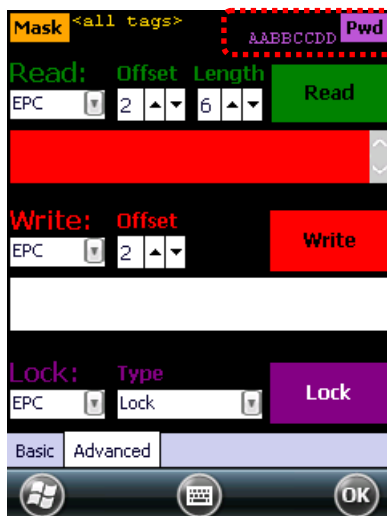 Mask <all tags> AABBCCDD Pwd
Read: Offset Length Read
EPC 2 6
Write: Offset Write
EPC 2
Lock: Type Lock
EPC Lock
Basic Advanced
OK